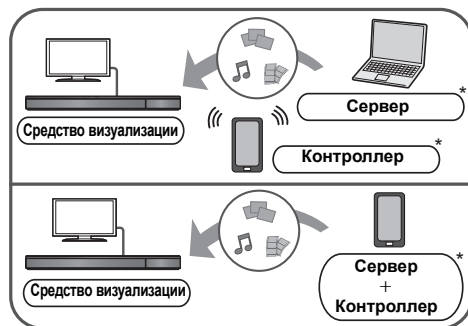 Сервер*
Средство визуализации
Контроллер*
Средство визуализации
Сервер*
+
Контроллер